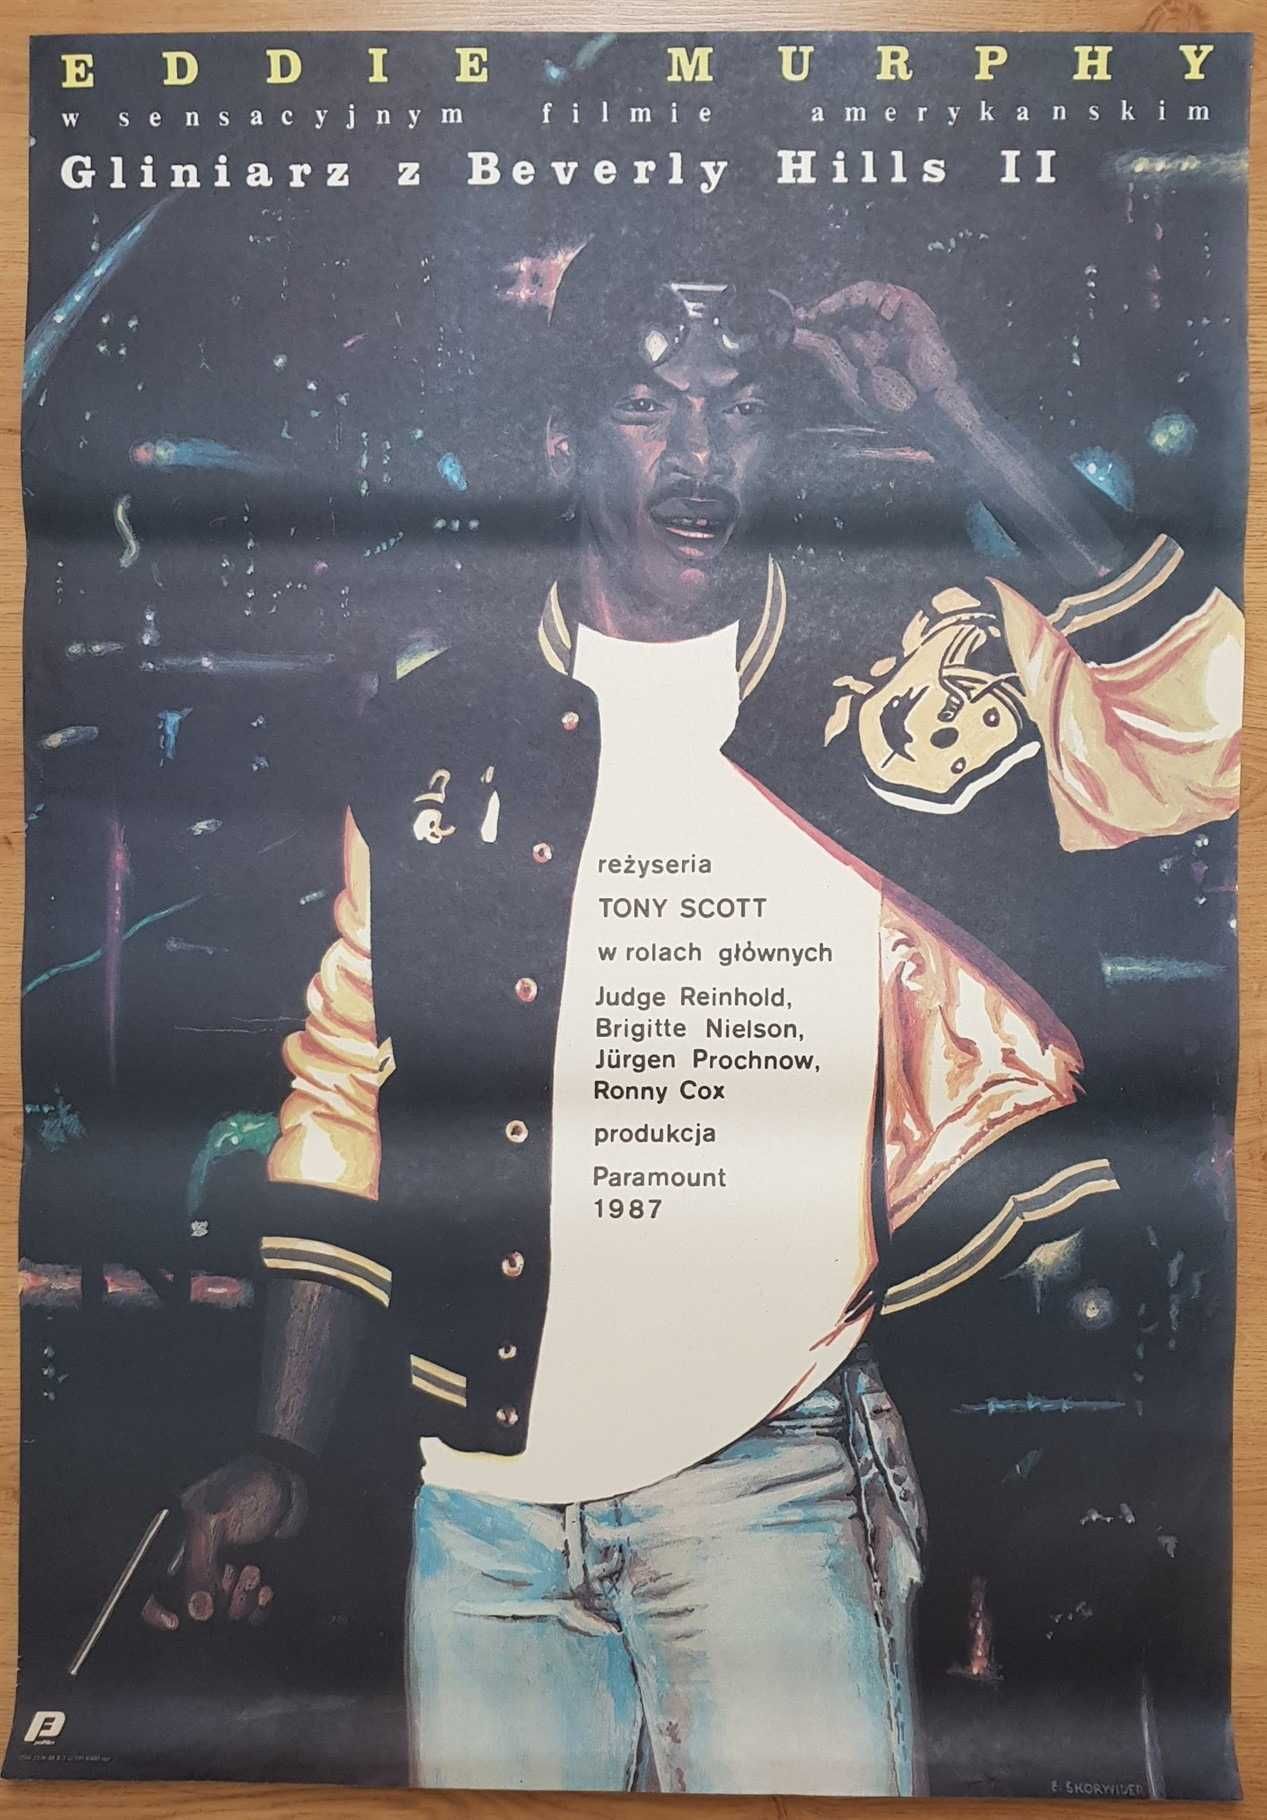 EDDIE MURPHY
w sensacyjnym filmie amerykanskim
Gliniarz z Beverly Hills II
reżyseria
TONY SCOTT
w rolach głównych
Judge Reinhold,
Brigitte Nielson,
Jürgen Prochnow,
Ronny Cox
produkcja
Paramount
1987
polfilm
E. SKORWIDER